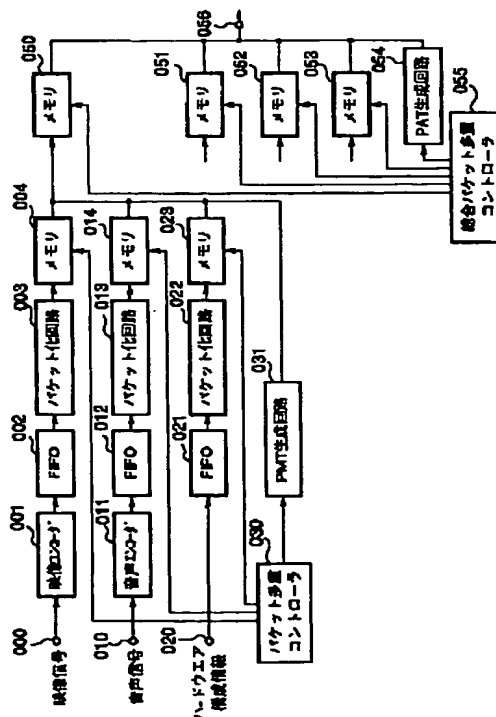 000
映像信号
001
映像エンコーダ
002
FIFO
003
パケット化回路
004
メモリ
050
メモリ
056
010
音声信号
011
音声エンコーダ
012
FIFO
013
パケット化回路
014
メモリ
051
メモリ
020
ハードウエア
構成情報
021
FIFO
022
パケット化回路
023
メモリ
052
メモリ
053
メモリ
030
パケット多重
コントローラ
031
PMT生成回路
054
PAT生成回路
055
総合パケット多重
コントローラ